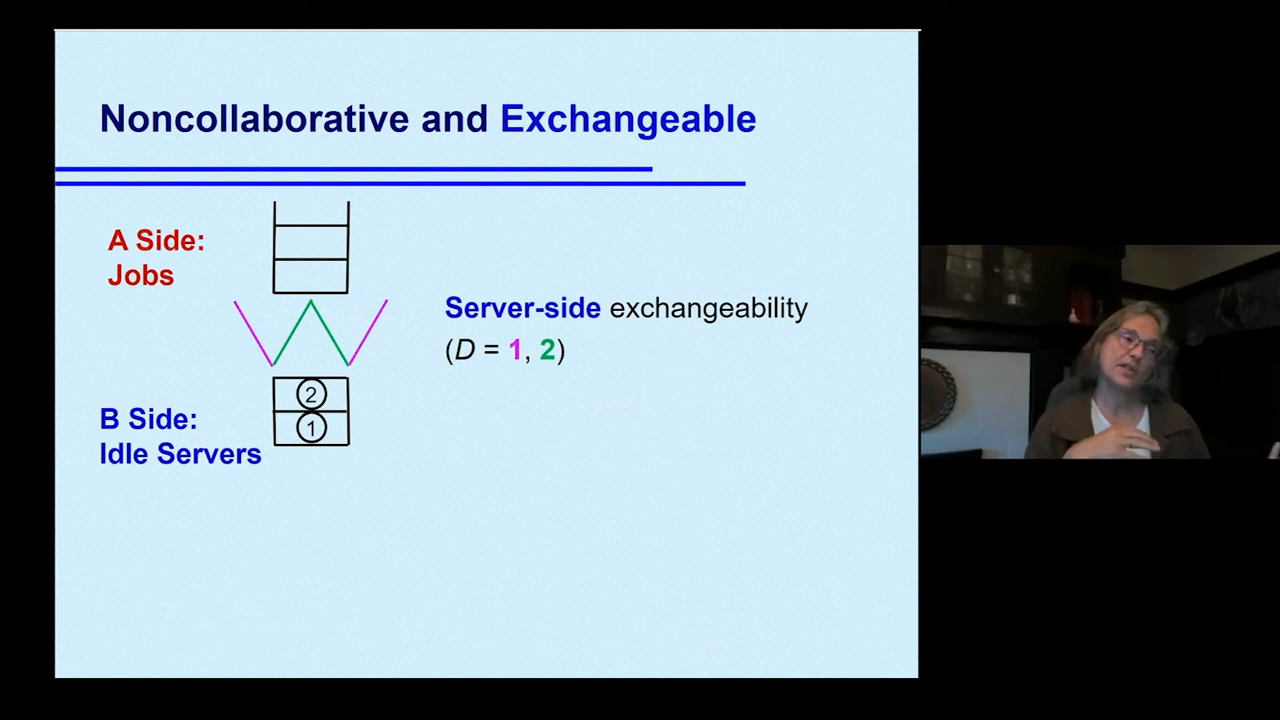 Noncollaborative and Exchangeable
A Side:
Jobs
Server-side exchangeability
(D = 1, 2)
2
1
B Side:
Idle Servers